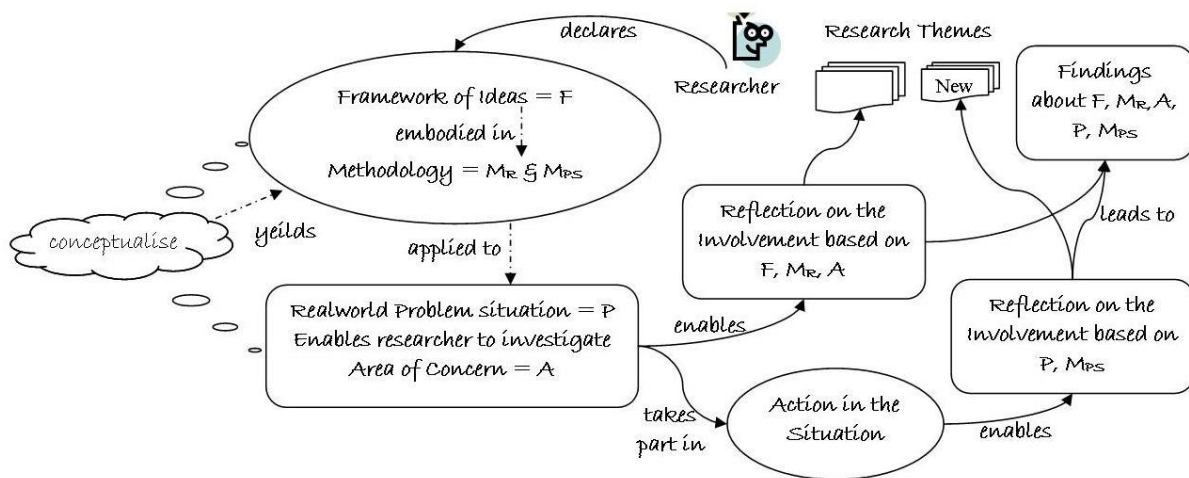 declares
Researcher
Research Themes
New
Findings
about F, MR, A,
P, MPS
Framework of Ideas = F
embodied in
Methodology = MR & MPS
conceptualise
yeilds
applied to
Reflection on the
Involvement based on
F, MR, A
leads to
Realworld Problem situation = P
Enables researcher to investigate
Area of Concern = A
enables
Reflection on the
Involvement based on
P, MPS
takes
part in
Action in the
Situation
enables